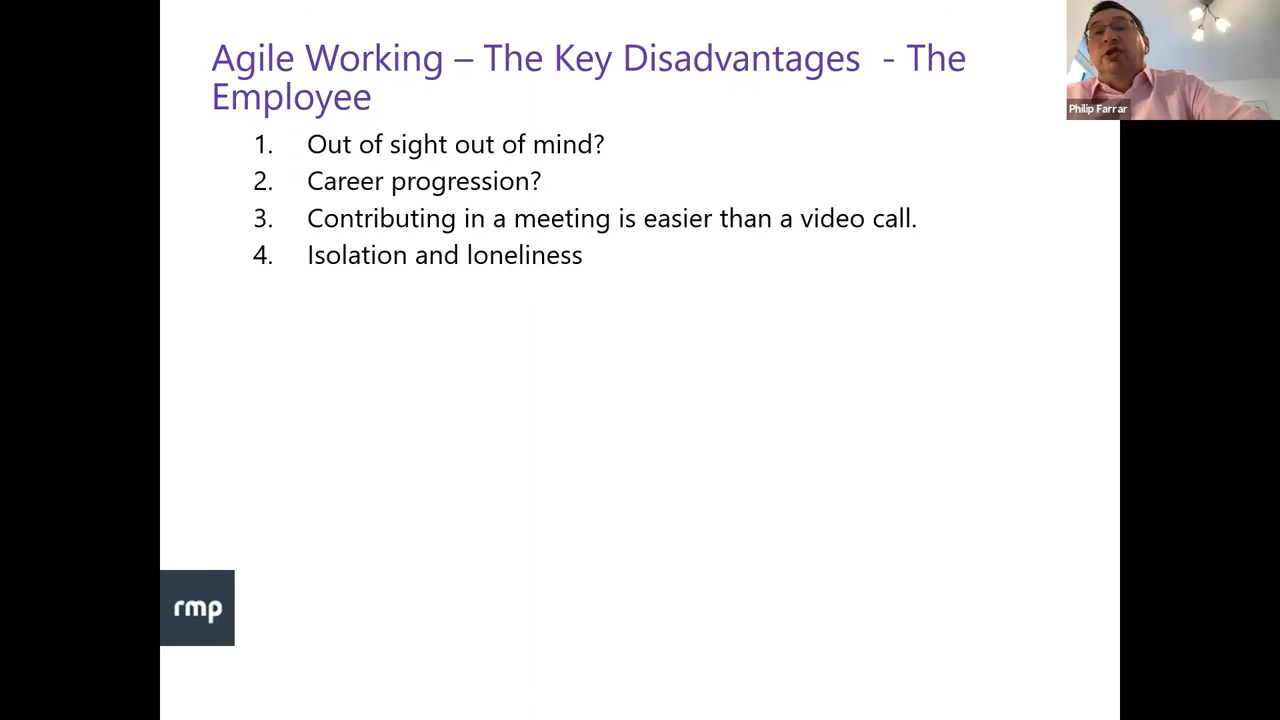 Agile Working – The Key Disadvantages  - The
Employee
1. Out of sight out of mind?
2. Career progression?
3. Contributing in a meeting is easier than a video call.
4. Isolation and loneliness
Philip Farrar
rmp